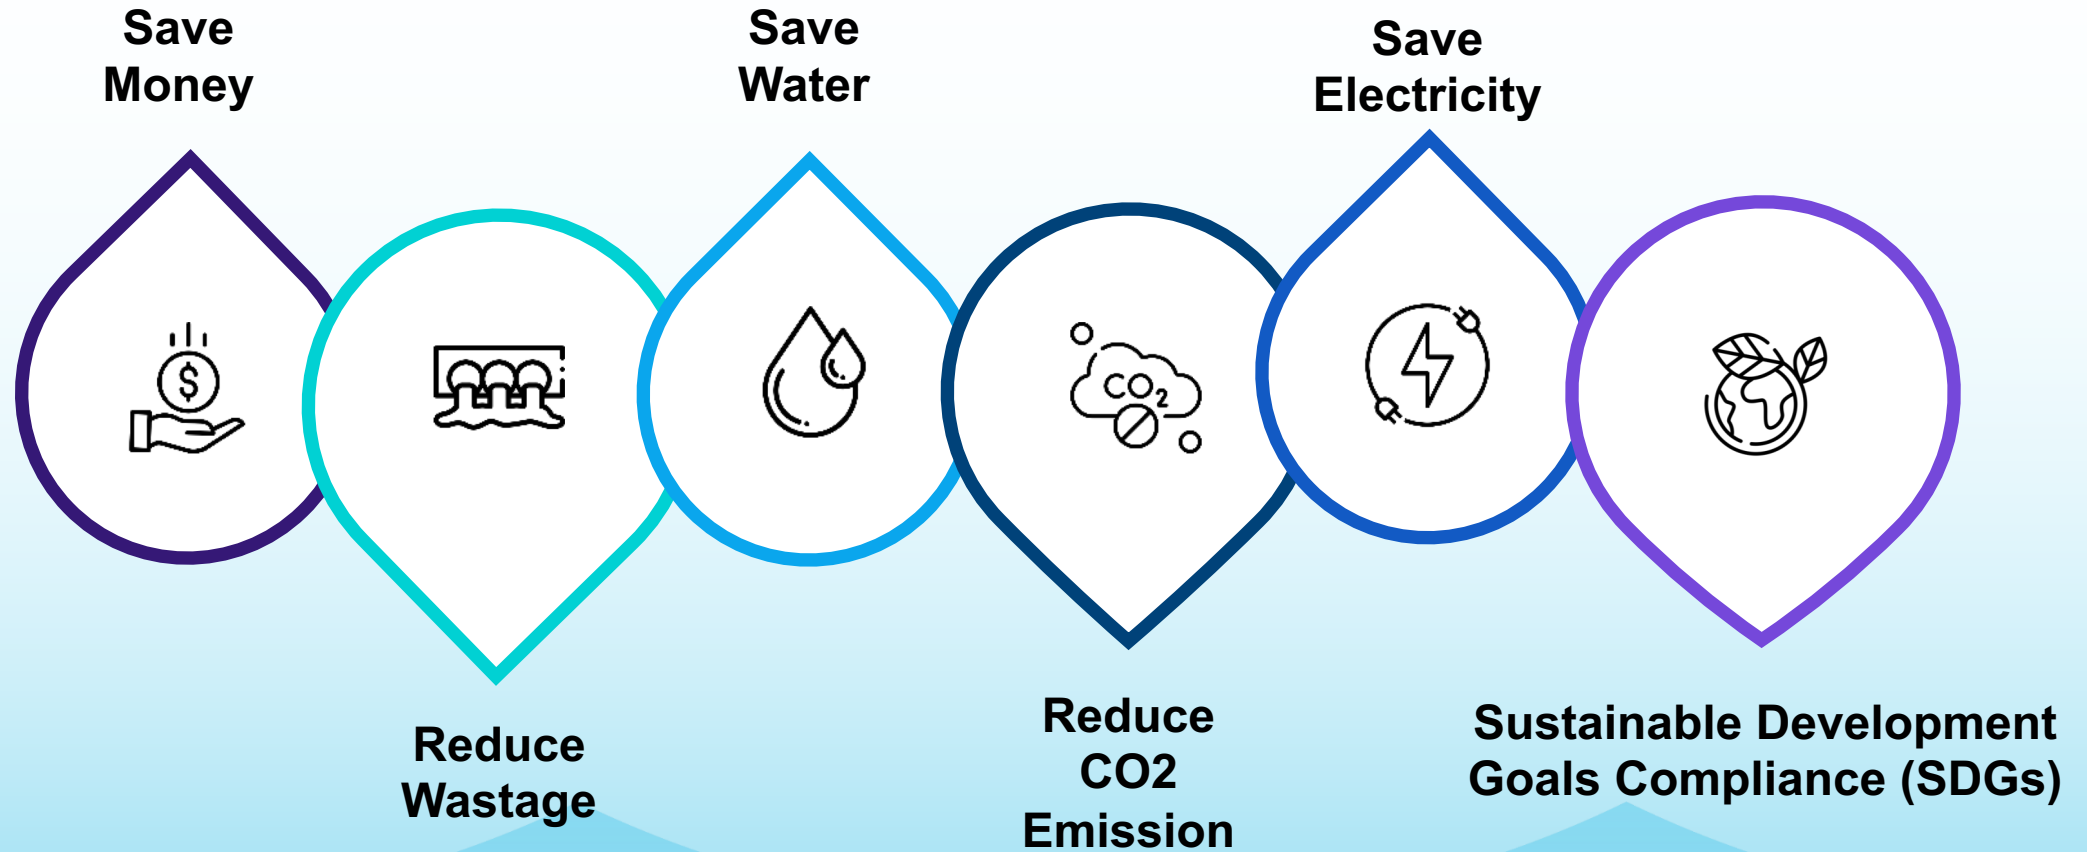 Save
Money
Save
Water
Save
Electricity
$
CO2
Reduce
Wastage
Reduce
CO2
Emission
Sustainable Development
Goals Compliance (SDGs)